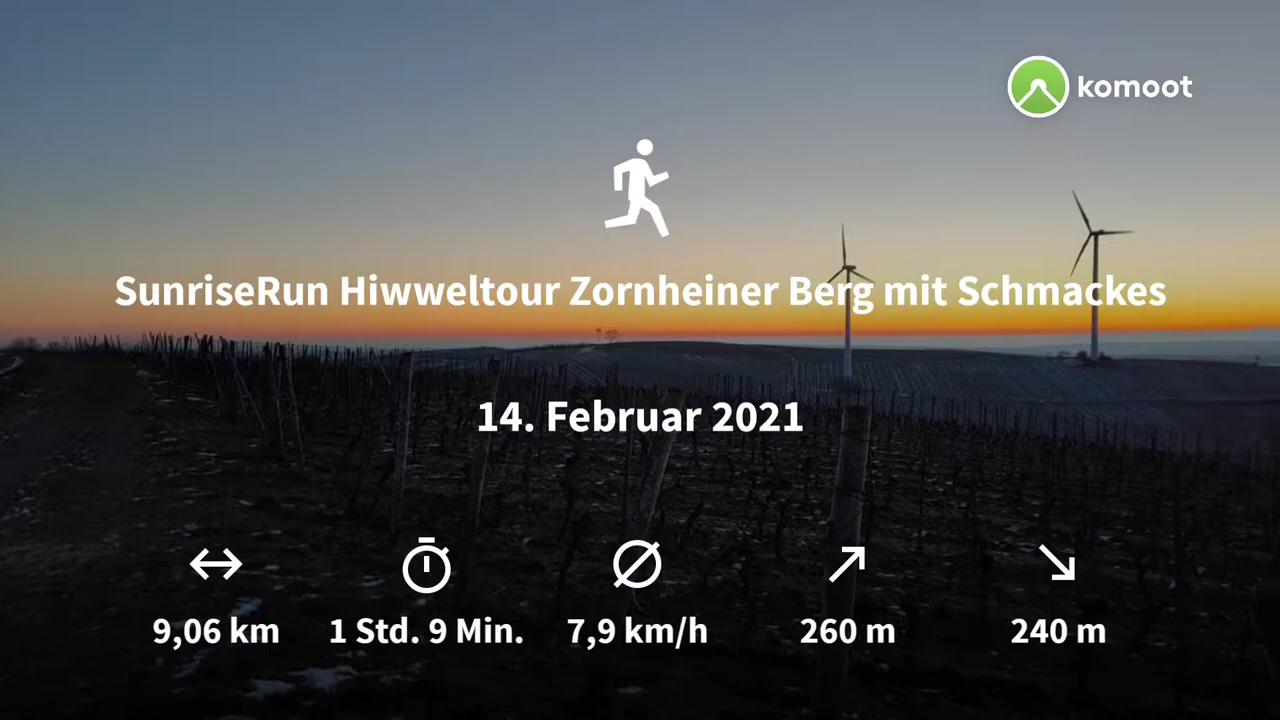 komoot
SunriseRun Hiwweltour Zornheiner Berg mit Schmackes
14. Februar 2021
9,06 km 1 Std. 9 Min. 7,9 km/h 260 m 240 m